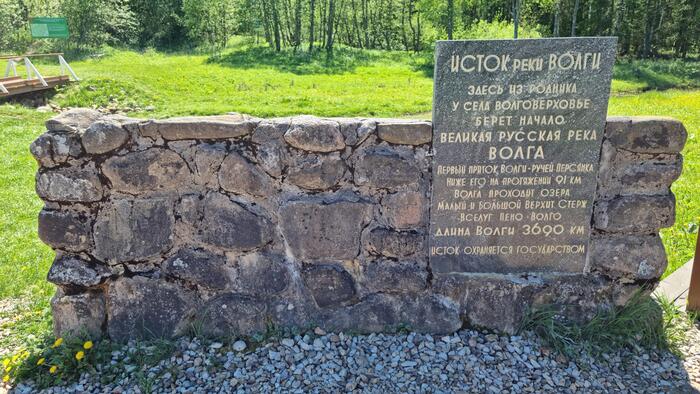 ИСТОК реки ВОЛГИ
ЗДЕСЬ ИЗ РОДНИКА
У СЕЛА ВОЛГОВЕРХОВЬЕ
БЕРЕТ НАЧАЛО
ВЕЛИКАЯ РУССКАЯ РЕКА
ВОЛГА
ПЕРВЫЙ ПРИТОК ВОЛГИ-РУЧЕЙ ПЕРСЯНКА
НИЖЕ ЕГО НА ПРОТЯЖЕНИИ 91 КМ
ВОЛГА ПРОХОДИТ ОЗЕРА
МАЛЫЙ и БОЛЬШОЙ ВЕРХИТ СТЕРЖ
ВСЕЛУГ ПЕНО ВОЛГО
ДЛИНА ВОЛГИ 3690 КМ
ИСТОК ОХРАНЯЕТСЯ ГОСУДАРСТВОМ